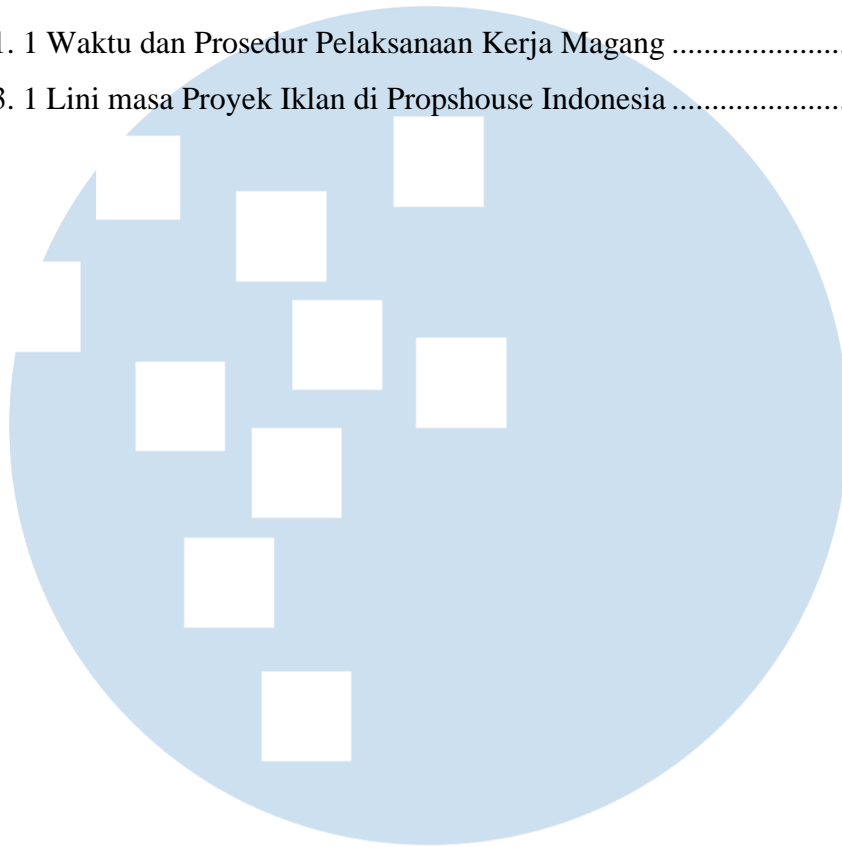 1. 1 Waktu dan Prosedur Pelaksanaan Kerja Magang ......................
3. 1 Lini masa Proyek Iklan di Propshouse Indonesia ......................